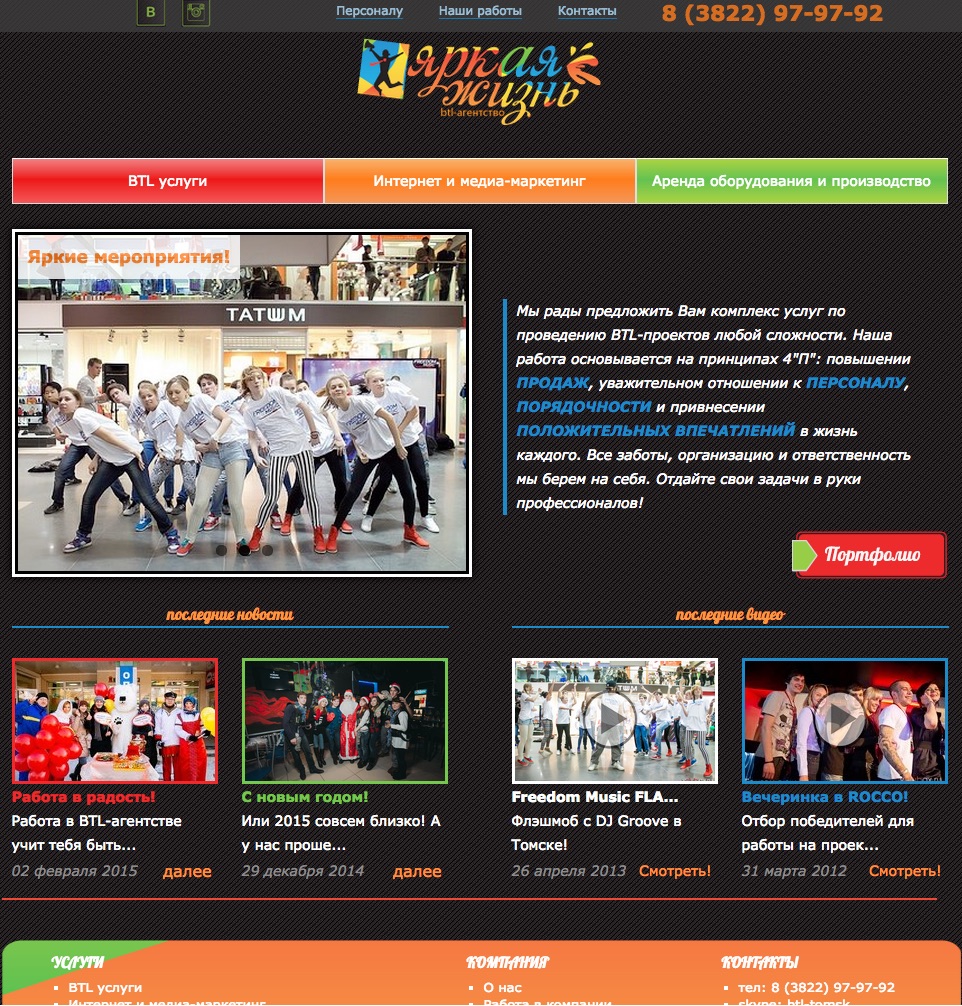 B
Персоналу Наши работы Контакты 8 (3822) 97-97-92
яркая
жизнь
btl-агентство
BTL услуги Интернет и медиа-маркетинг Аренда оборудования и производство
Яркие мероприятия!
ТАТШМ
Мы рады предложить Вам комплекс услуг по
проведению BTL-проектов любой сложности. Наша
работа основывается на принципах 4"П": повышении
ПРОДАЖ, уважительном отношении к ПЕРСОНАЛУ,
ПОРЯДОЧНОСТИ и привнесении
ПОЛОЖИТЕЛЬНЫХ ВПЕЧАТЛЕНИЙ в жизнь
каждого. Все заботы, организацию и ответственность
мы берем на себя. Отдайте свои задачи в руки
профессионалов!
Портфолио
последние новости
последние видео
Работа в радость!
Работа в BTL-агентстве
учит тебя быть...
02 февраля 2015 далее
С новым годом!
Или 2015 совсем близко! А
у нас проше...
29 декабря 2014 далее
Freedom Music FLA...
Флэшмоб с DJ Groove в
Томске!
26 апреля 2013 Смотреть!
Вечеринка в ROCCO!
Отбор победителей для
работы на проек...
31 марта 2012 Смотреть!
УСЛУГИ
BTL услуги
Интернет и медиа-маркетинг
КОМПАНИЯ
О нас
Работа в компании
КОНТАКТЫ
тел: 8 (3822) 97-97-92
skype: btl-tomsk